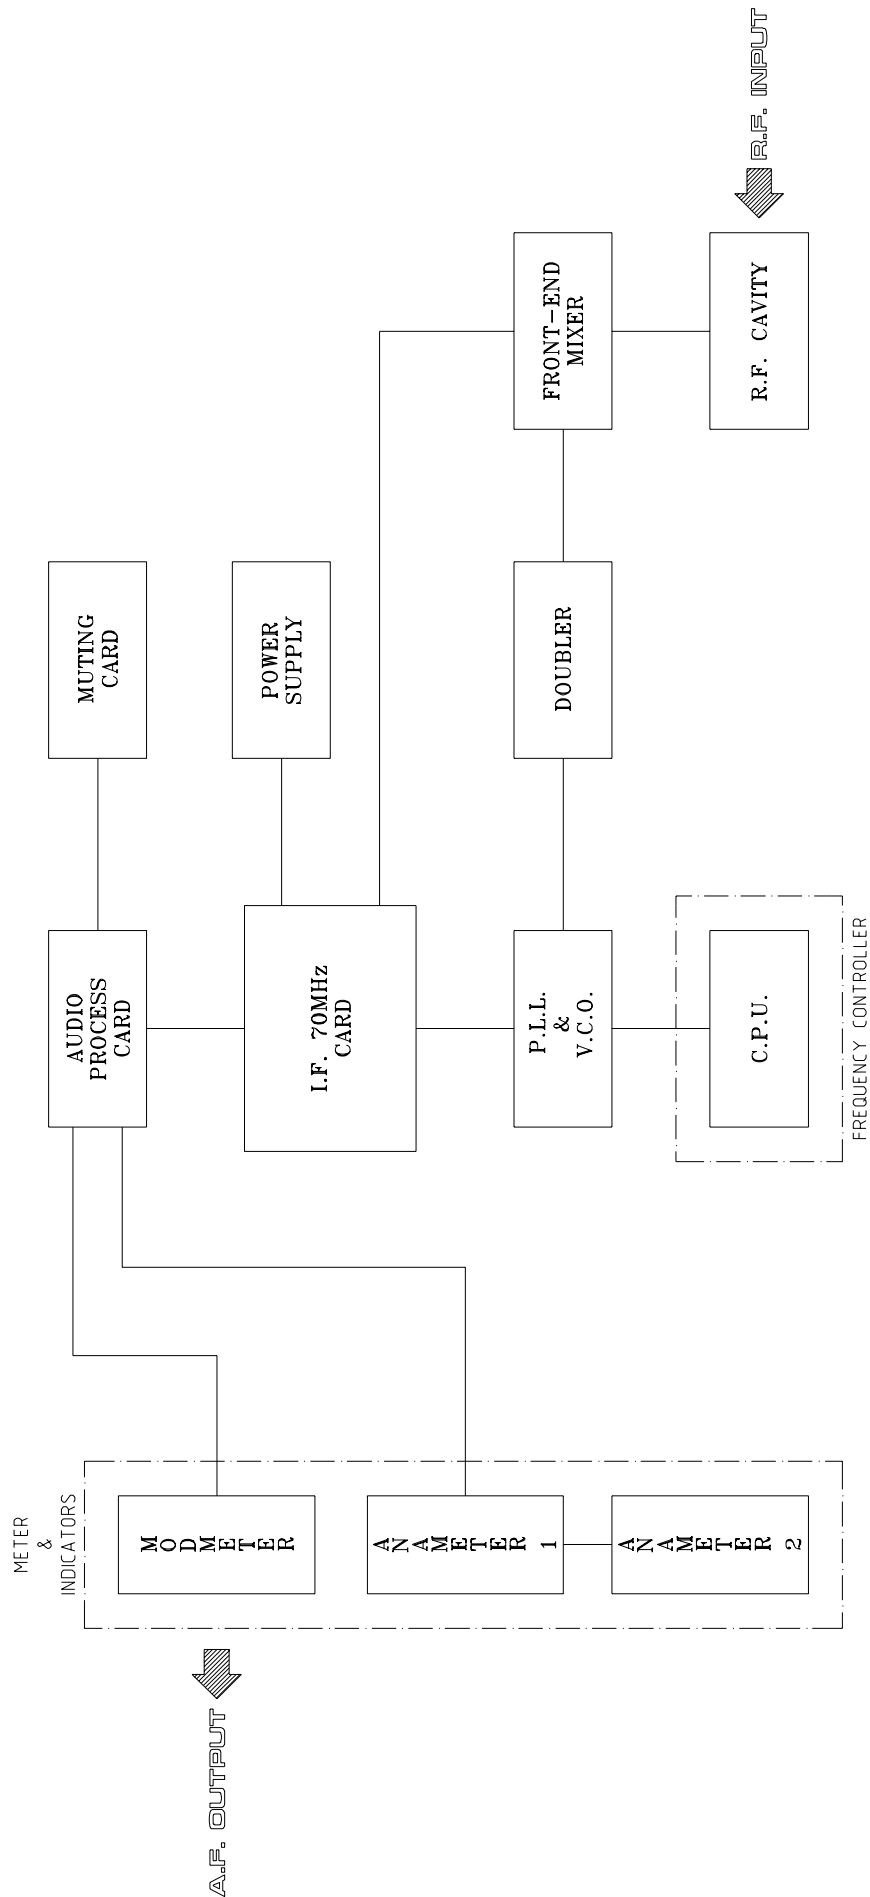 METER
&
INDICATORS
A.F. OUTPUT
MODMETER
ANAMETER 1
ANAMETER 2
AUDIO
PROCESS
CARD
I.F. 70MHz
CARD
P.L.L.
&
V.C.O.
C.P.U.
FREQUENCY CONTROLLER
MUTING
CARD
POWER
SUPPLY
DOUBLER
FRONT-END
MIXER
R.F. CAVITY
R.F. INPUT